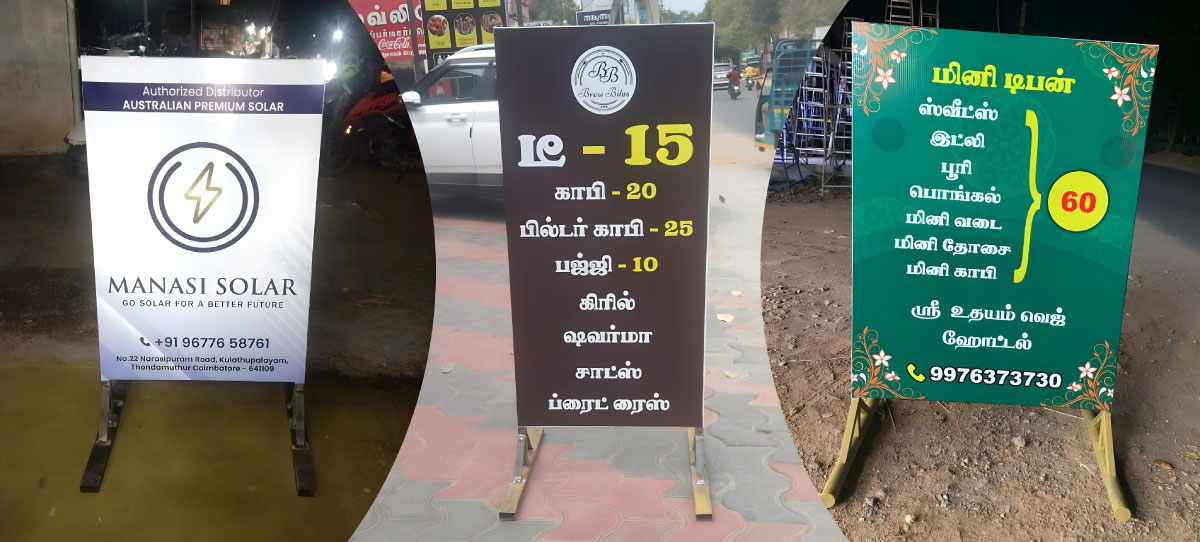 Authorized Distributor
AUSTRALIAN PREMIUM SOLAR
MANASI SOLAR
GO SOLAR FOR A BETTER FUTURE
+91 96776 58761
No.22 Narasipuram Road, Kulathupalayam,
Thondamuthur Coimbatore - 641109
Coca-Cola
BB
டீ - 15
காபி - 20
பில்டர் காபி - 25
பஜ்ஜி - 10
கிரில்
ஷவர்மா
சாட்ஸ்
ப்ரைட் ரைஸ்
மினி டிபன்
ஸ்வீட்ஸ்
இட்லி
பூரி
பொங்கல்
மினி வடை
மினி தோசை
மினி காபி
60
ஸ்ரீ உதயம் வெஜ்
ஹோட்டல்
9976373730